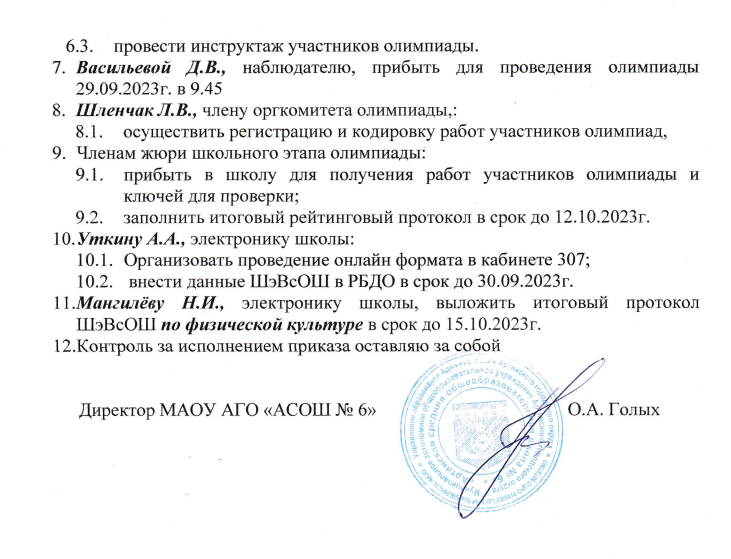 6.3. провести инструктаж участников олимпиады.
7. Васильевой Д.В., наблюдателю, прибыть для проведения олимпиады
29.09.2023г. в 9.45
8. Шленчак Л.В., члену оргкомитета олимпиады,:
8.1. осуществить регистрацию и кодировку работ участников олимпиад,
9. Членам жюри школьного этапа олимпиады:
9.1. прибыть в школу для получения работ участников олимпиады и
ключей для проверки;
9.2. заполнить итоговый рейтинговый протокол в срок до 12.10.2023г.
10.Уткину А.А., электронику школы:
10.1. Организовать проведение онлайн формата в кабинете 307;
10.2. внести данные ШэВсОШ в РБДО в срок до 30.09.2023г.
11.Мангилёву Н.И., электронику школы, выложить итоговый протокол
ШэВсОШ по физической культуре в срок до 15.10.2023г.
12.Контроль за исполнением приказа оставляю за собой
Директор МАОУ АГО «АСОШ № 6» О.А. Голых